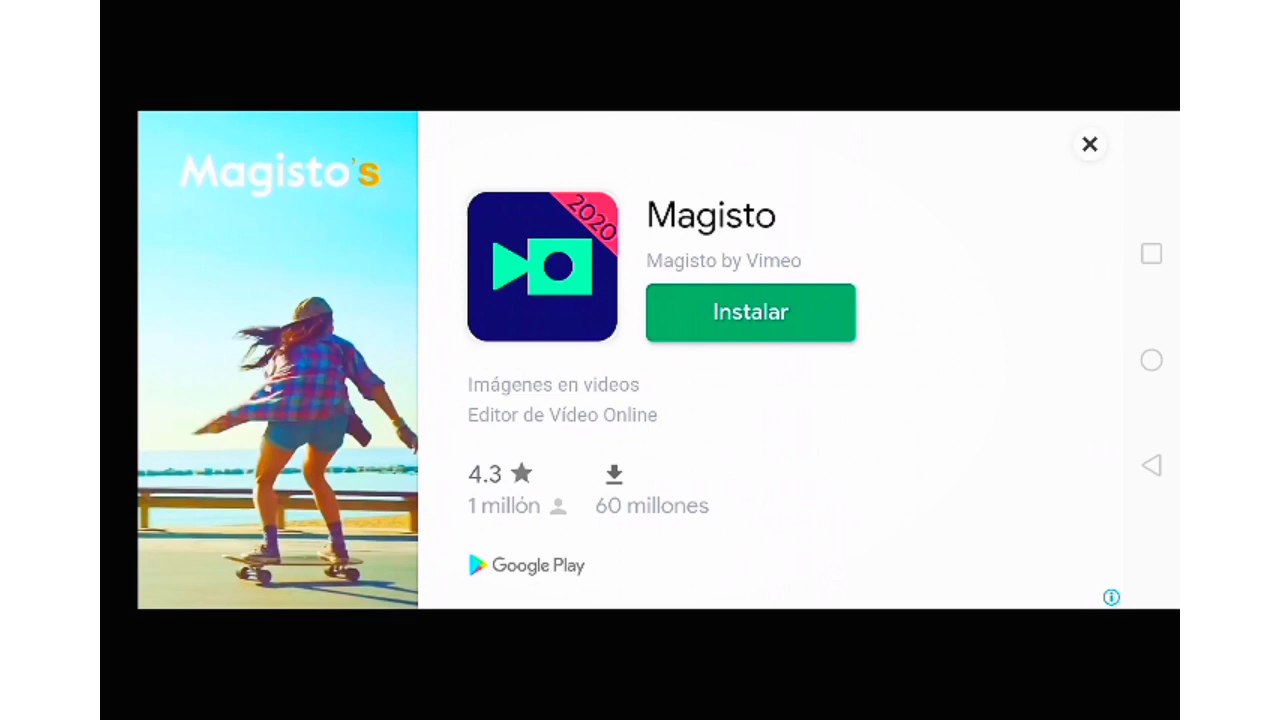 Magisto's
2020
Magisto
Magisto by Vimeo
Instalar
Imágenes en videos
Editor de Vídeo Online
4.3
1 millón
60 millones
Google Play